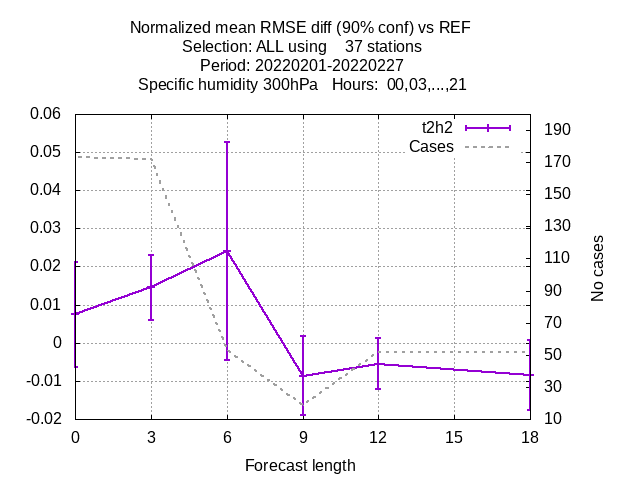 Normalized mean RMSE diff (90% conf) vs REF
Selection: ALL using    37 stations
Period: 20220201-20220227
Specific humidity 300hPa   Hours:  00,03,...,21
t2h2
Cases
0.06
0.05
0.04
0.03
0.02
0.01
0
-0.01
-0.02
190
170
150
130
110
90
70
50
30
10
No cases
0 3 6 9 12 15 18
Forecast length